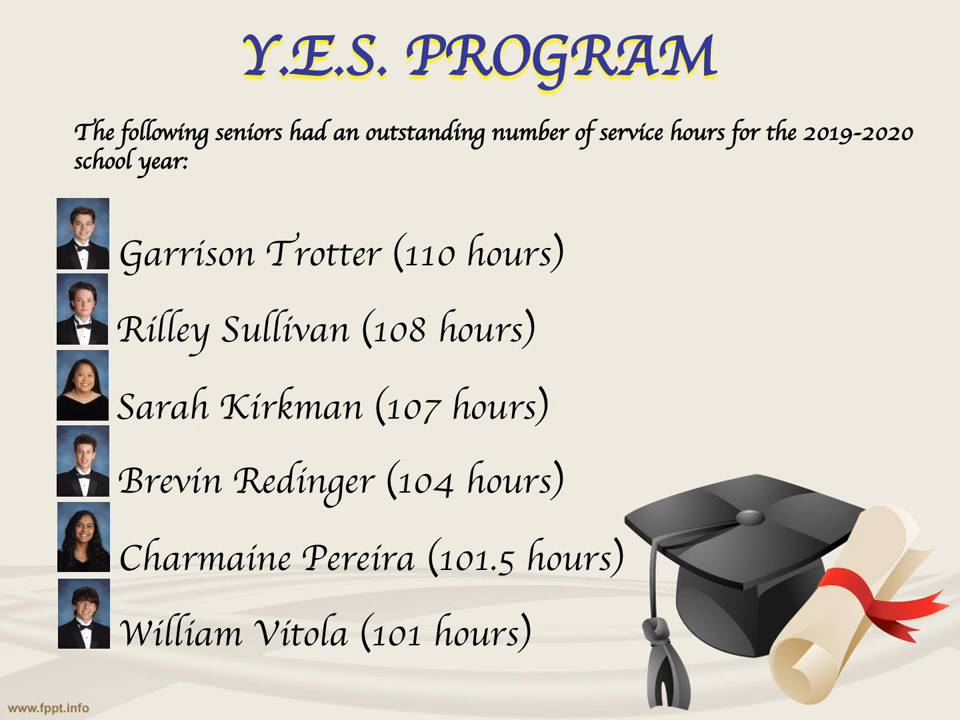 Y.E.S. PROGRAM
The following seniors had an outstanding number of service hours for the 2019-2020
school year:
Garrison Trotter (110 hours)
Rilley Sullivan (108 hours)
Sarah Kirkman (107 hours)
Brevin Redinger (104 hours)
Charmaine Pereira (101.5 hours)
William Vitola (101 hours)
www.fppt.info